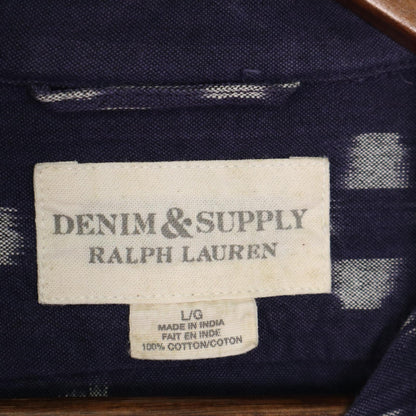 DENIM & SUPPLY
RALPH LAUREN
L/G
MADE IN INDIA
FAIT EN INDE
100% COTTON/COTON